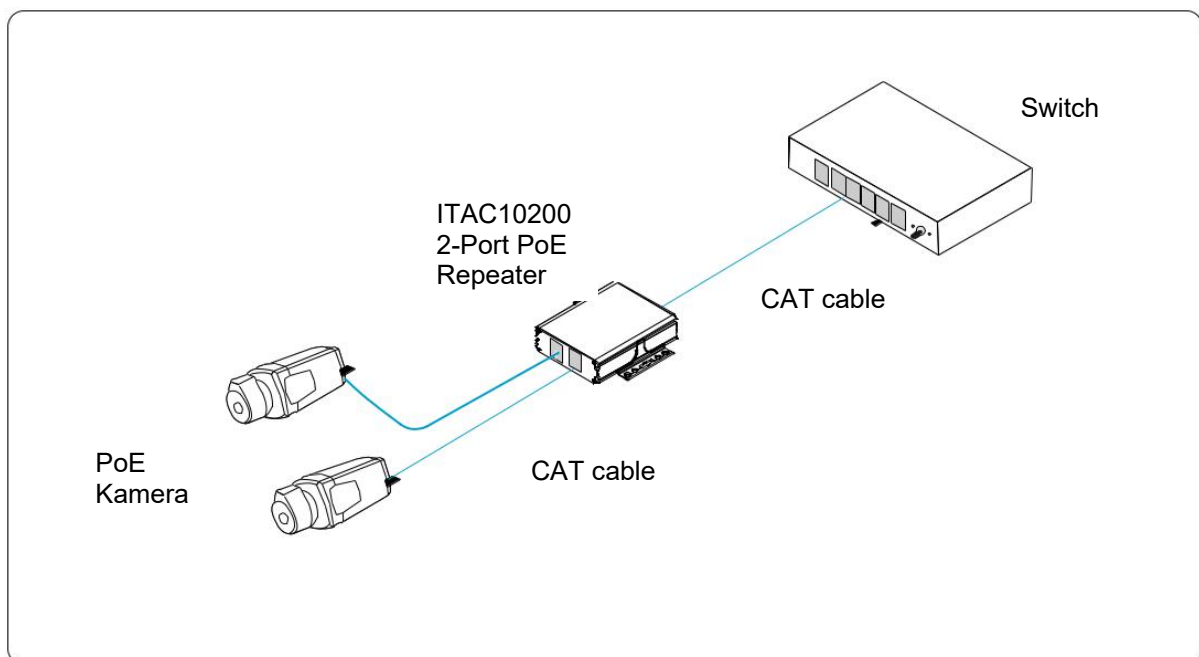 Switch
ITAC10200
2-Port PoE
Repeater
CAT cable
PoE
Kamera
CAT cable